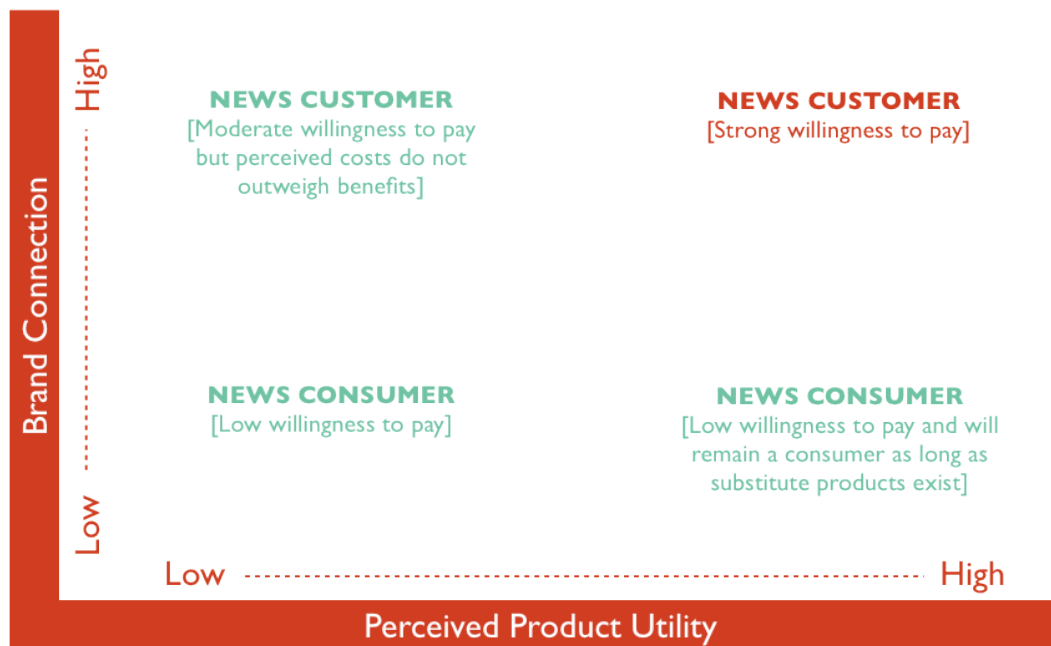 High
Brand Connection
Low
NEWS CUSTOMER
[Moderate willingness to pay
but perceived costs do not
outweigh benefits]
NEWS CUSTOMER
[Strong willingness to pay]
NEWS CONSUMER
[Low willingness to pay]
NEWS CONSUMER
[Low willingness to pay and will
remain a consumer as long as
substitute products exist]
Low
High
Perceived Product Utility